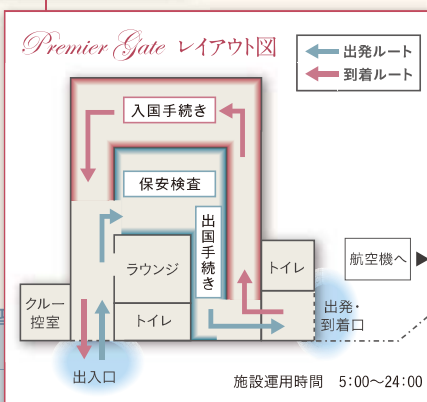 Premier Gate レイアウト図
出発ルート
到着ルート
入国手続き
保安検査
出国手続き
ラウンジ
トイレ
トイレ
クルー
控室
航空機へ
出発・
到着口
出入口
施設運用時間 5:00〜24:00